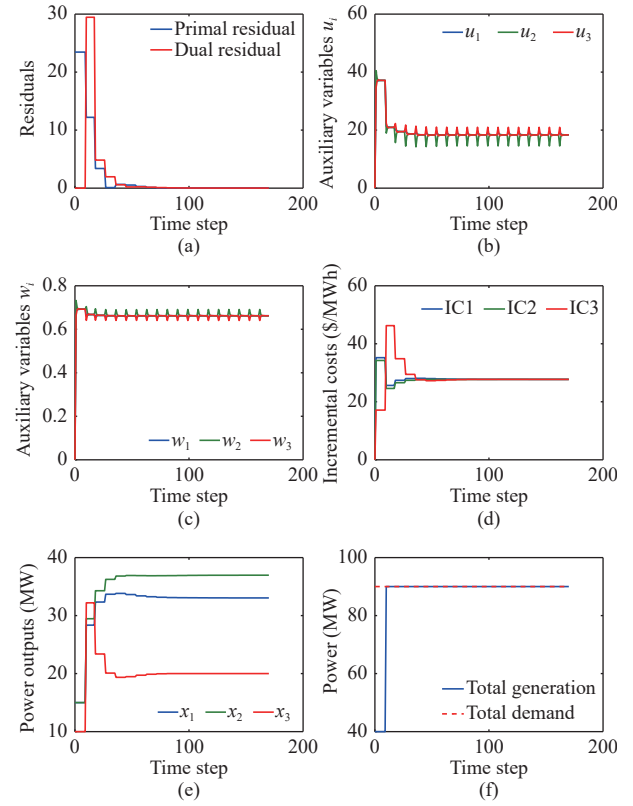 Primal residual
Dual residual
Residuals
30
20
10
0
0
100
200
Time step
(a)
u1 u2 u3
Auxiliary variables ui
60
40
20
0
0
100
200
Time step
(b)
Auxiliary variables wi
0.8
0.6
0.4
0.2
0
w1 w2 w3
0
100
200
Time step
(c)
Incremental costs ($/MWh)
60
40
20
0
IC1 IC2 IC3
0
100
200
Time step
(d)
Power outputs (MW)
40
30
20
10
x1 x2 x3
0
100
200
Time step
(e)
Power (MW)
100
80
60
40
Total generation
Total demand
0
100
200
Time step
(f)